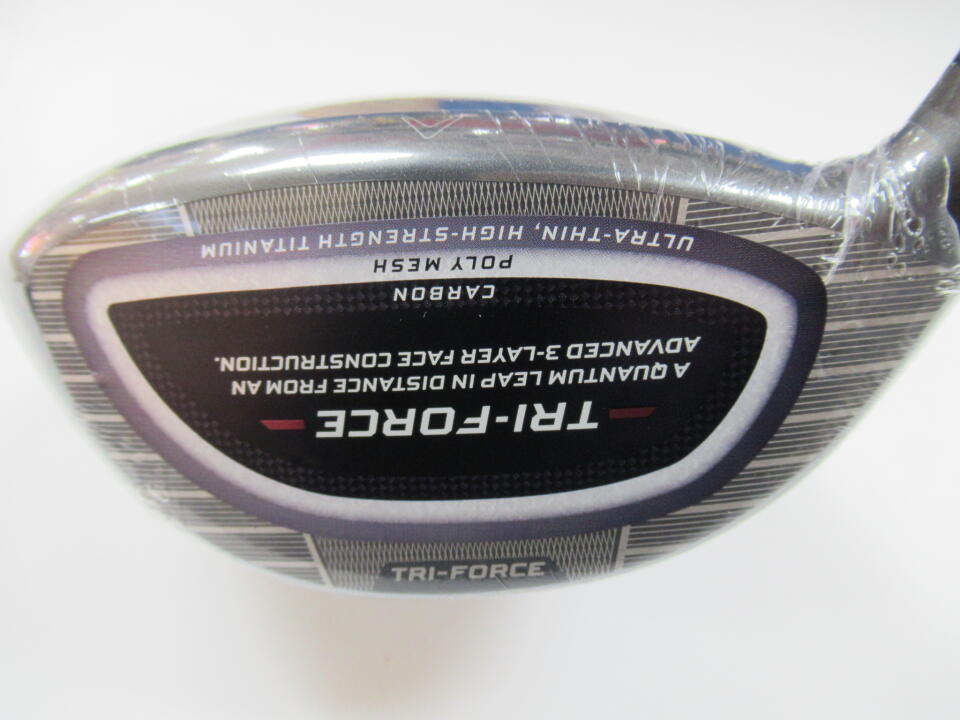 TRI-FORCE
A QUANTUM LEAP IN DISTANCE FROM AN
ADVANCED 3-LAYER FACE CONSTRUCTION.
CARBON
POLY MESH
ULTRA-THIN, HIGH-STRENGTH TITANIUM
TRI-FORCE